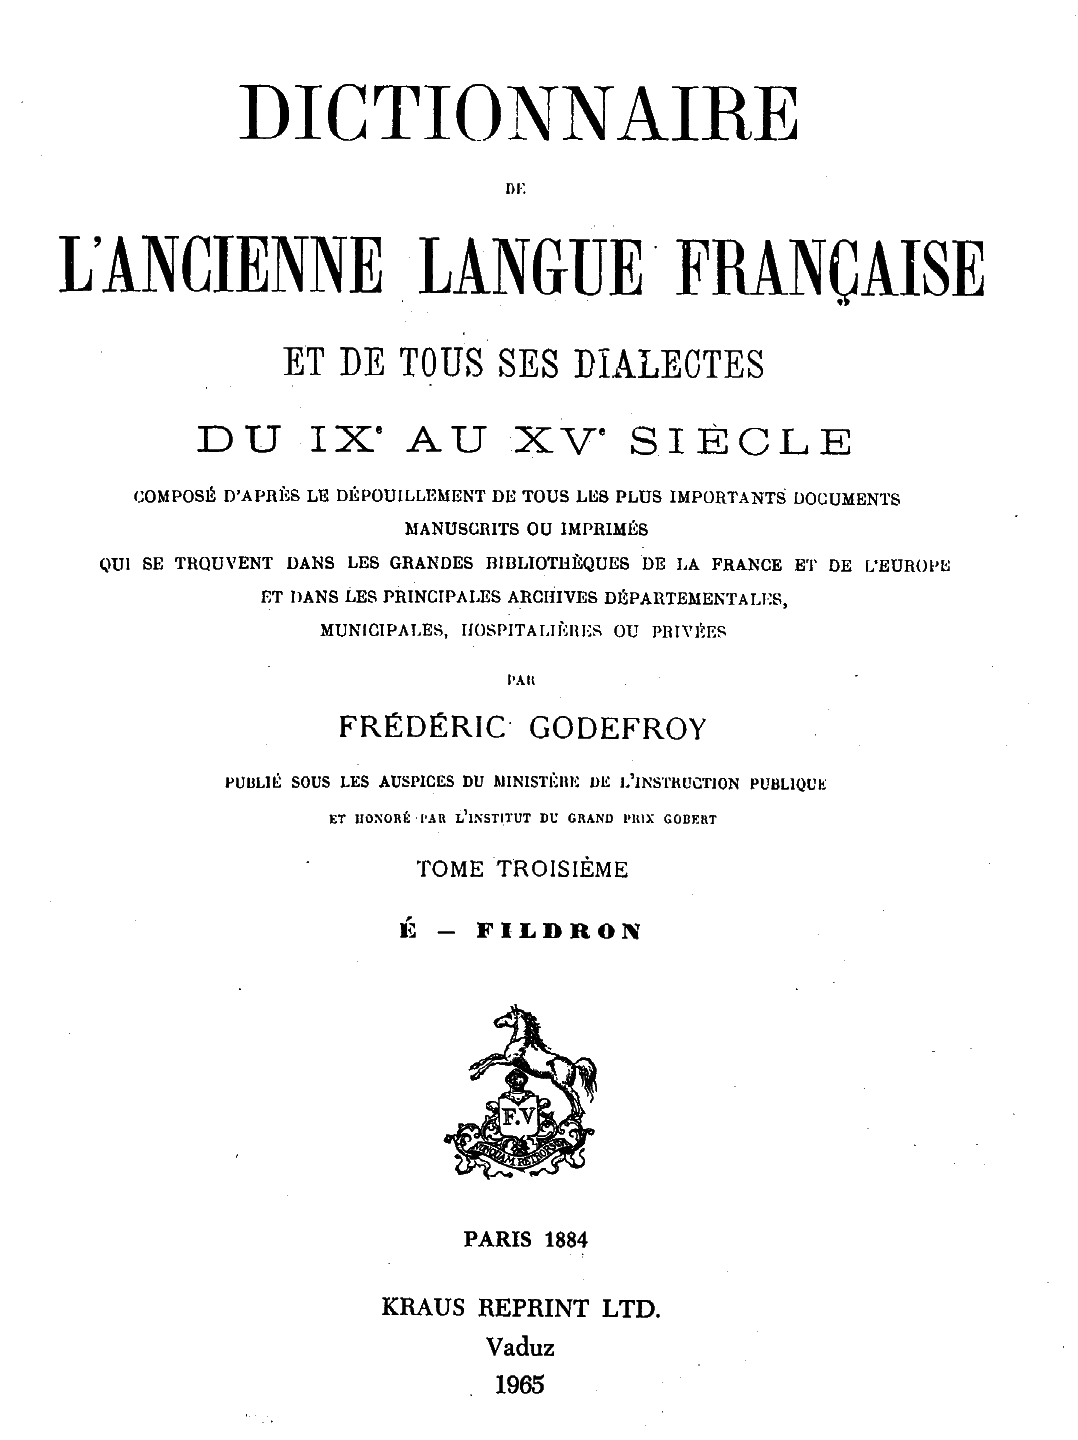 DICTIONNAIRE
DE
L'ANCIENNE LANGUE FRANÇAISE
ET DE TOUS SES DIALECTES
DU IXe AU XVe SIÈCLE
COMPOSÉ D'APRÈS LE DÉPOUILLEMENT DE TOUS LES PLUS IMPORTANTS DOCUMENTS
MANUSCRITS OU IMPRIMÉS
QUI SE TROUVENT DANS LES GRANDES BIBLIOTHÈQUES DE LA FRANCE ET DE L'EUROPE
ET DANS LES PRINCIPALES ARCHIVES DÉPARTEMENTALES,
MUNICIPALES, HOSPITALIÈRES OU PRIVÉES
PAR
FRÉDÉRIC GODEFROY
PUBLIÉ SOUS LES AUSPICES DU MINISTÈRE DE L'INSTRUCTION PUBLIQUE
ET HONORÉ PAR L'INSTITUT DU GRAND PRIX GOBERT
TOME TROISIÈME
É – FILDRON
F.V
NUNQUAM RETRORSUM
PARIS 1884
KRAUS REPRINT LTD.
Vaduz
1965